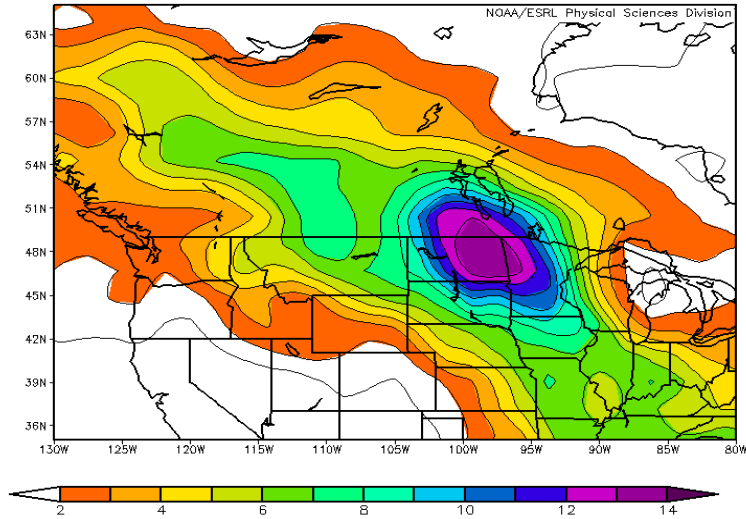 NOAA/ESRL Physical Sciences Division
63N
60N
57N
54N
51N
48N
45N
42N
39N
36N
130W 125W 120W 115W 110W 105W 100W 95W 90W 85W 80W
2 4 6 8 10 12 14